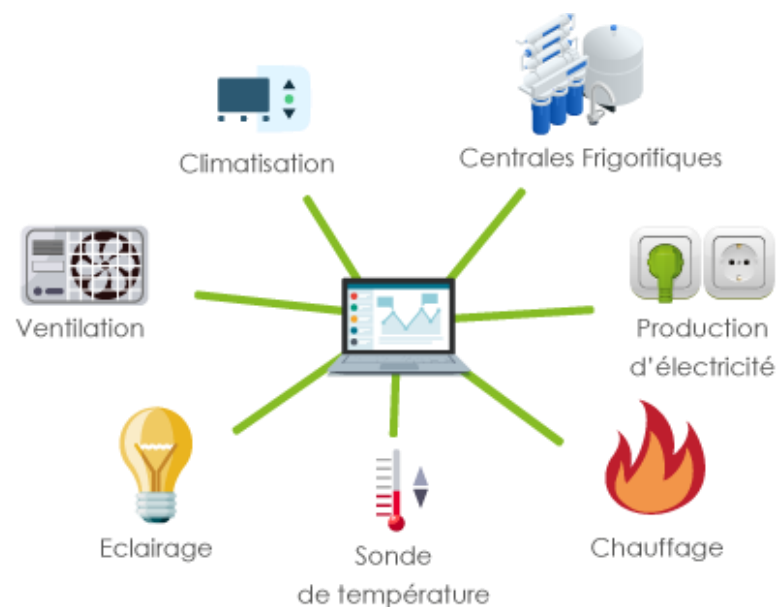 Climatisation
Centrales Frigorifiques
Ventilation
Production
d'électricité
Eclairage
Sonde
de température
Chauffage